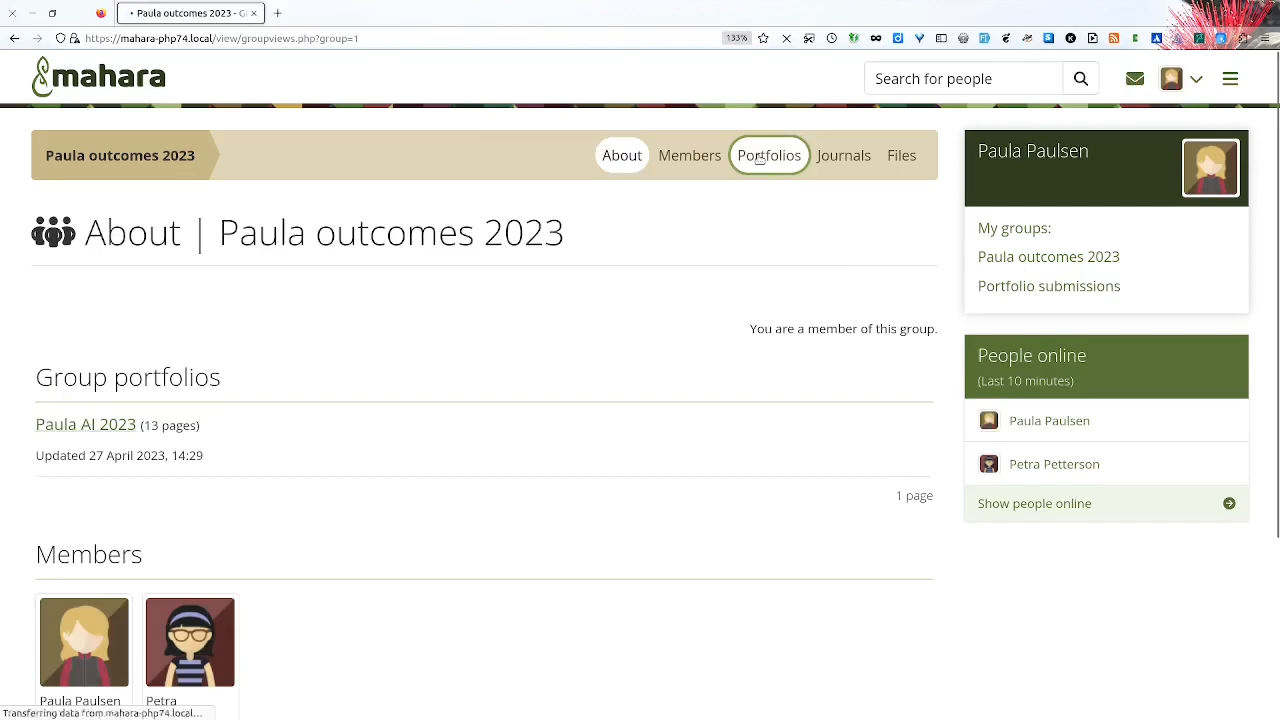 Paula outcomes 2023 - G
https://mahara-php74.local/view/groupviews.php?group=1
133%
mahara
Search for people
Paula outcomes 2023
About
Members
Portfolios
Journals
Files
About | Paula outcomes 2023
You are a member of this group.
Group portfolios
Paula AI 2023 (13 pages)
Updated 27 April 2023, 14:29
1 page
Members
Paula Paulsen
Petra
Paula Paulsen
My groups:
Paula outcomes 2023
Portfolio submissions
People online
(Last 10 minutes)
Paula Paulsen
Petra Petterson
Show people online
Transferring data from mahara-php74.local...